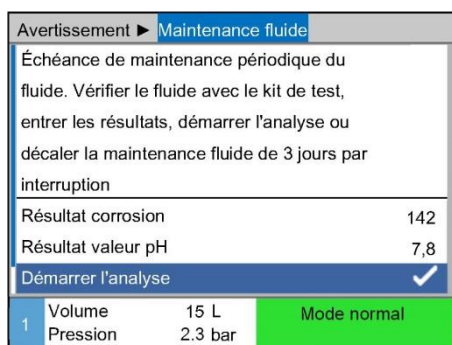 Avertissement ► Maintenance fluide
Échéance de maintenance périodique du
fluide. Vérifier le fluide avec le kit de test,
entrer les résultats, démarrer l'analyse ou
décaler la maintenance fluide de 3 jours par
interruption
Résultat corrosion 142
Résultat valeur pH 7,8
Démarrer l'analyse ✓
1 Volume 15 L Mode normal
Pression 2.3 bar